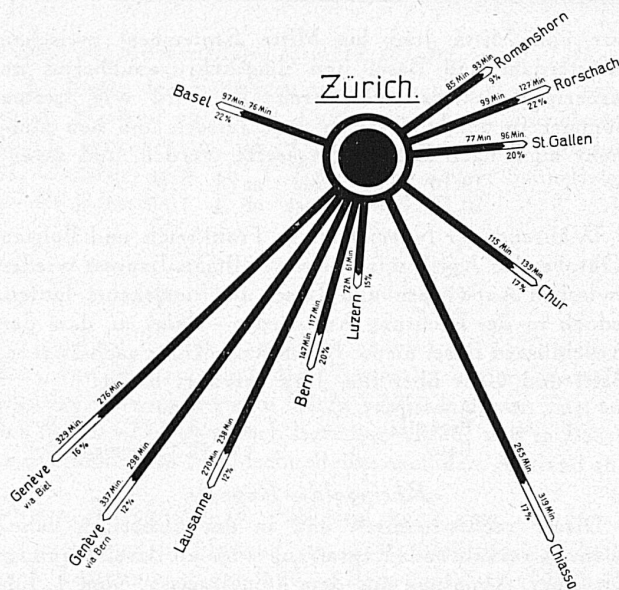 Zürich.
Romanshorn
85 Min 93 Min
9%
Rorschach
99 Min 127 Min
22%
St.Gallen
77 Min 96 Min
20%
Chur
115 Min 139 Min
17%
Chiasso
265 Min 319 Min
17%
Luzern
72 M. 61 Min
15%
Bern
147 Min 117 Min
20%
Lausanne
270 Min 238 Min
12%
Genève
via Bern
337 Min 298 Min
12%
Genève
via Biel
329 Min 276 Min
16%
Basel
97 Min 76 Min
22%